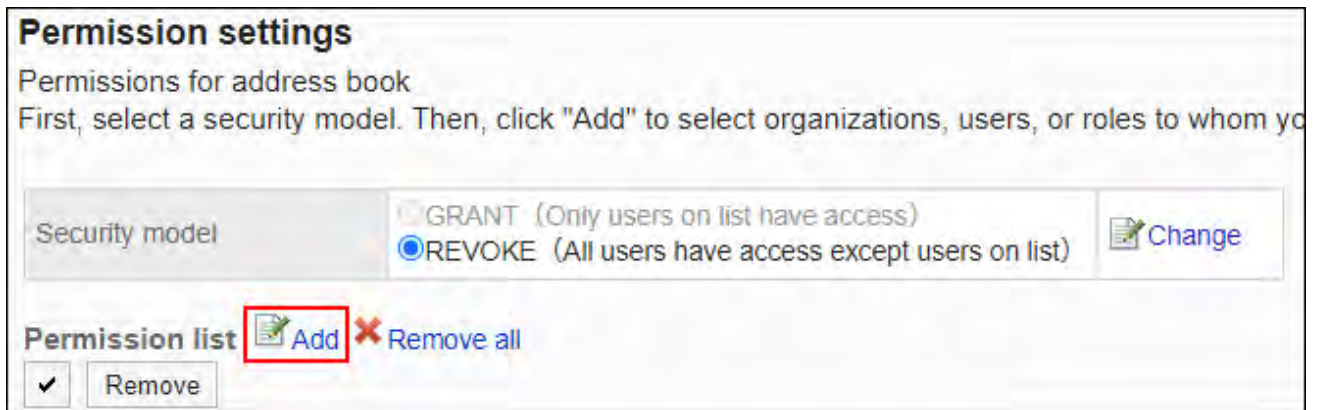 Permission settings
Permissions for address book
First, select a security model. Then, click "Add" to select organizations, users, or roles to whom yo
Security model
GRANT (Only users on list have access)
REVOKE (All users have access except users on list)
Change
Permission list Add Remove all
Remove